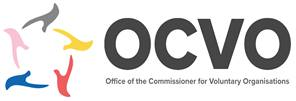 OCVO
Office of the Commissioner for Voluntary Organisations